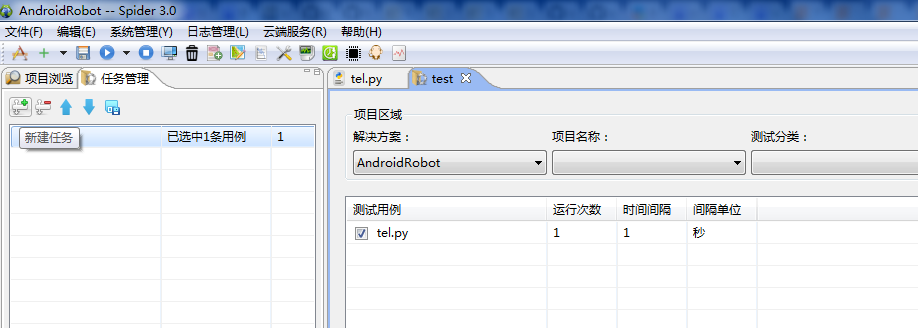 AndroidRobot -- Spider 3.0
文件(F) 编辑(E) 系统管理(Y) 日志管理(L) 云端服务(R) 帮助(H)
项目浏览 任务管理
tel.py test
新建任务
已选中1条用例 1
项目区域
解决方案： 项目名称： 测试分类：
AndroidRobot
测试用例 运行次数 时间间隔 间隔单位
tel.py 1 1 秒